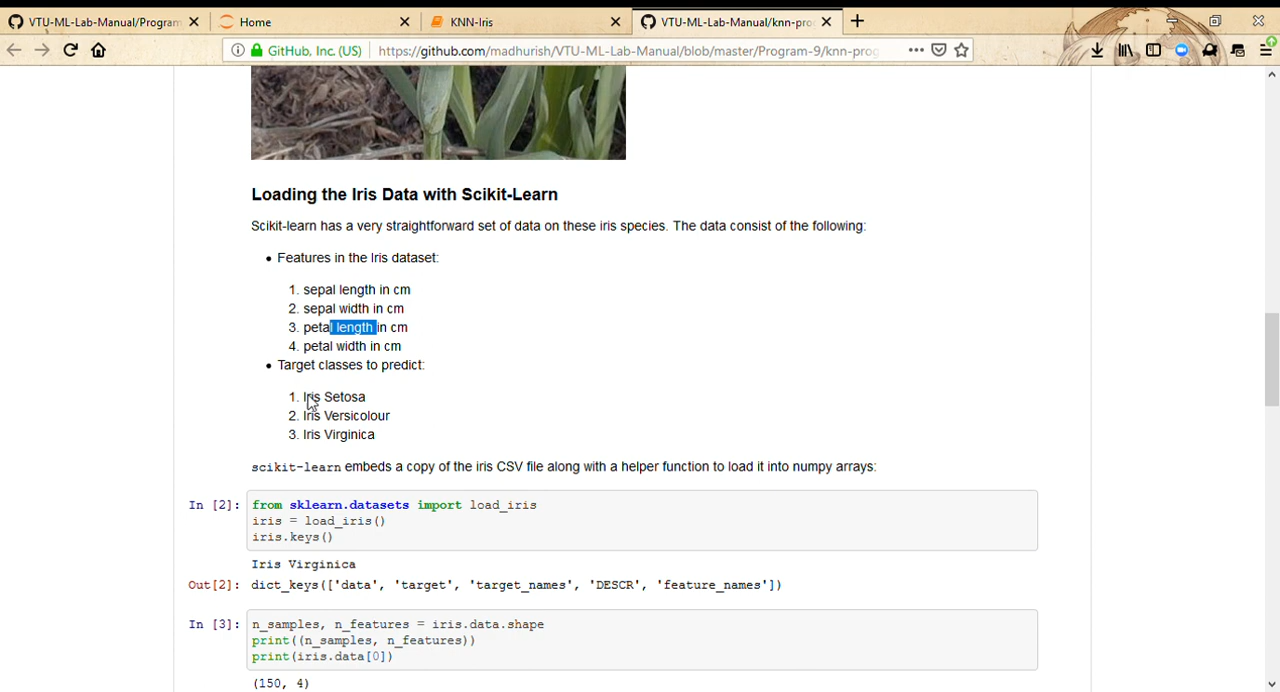 VTU-ML-Lab-Manual/Program
Home
KNN-Iris
VTU-ML-Lab-Manual/knn-pro
GitHub, Inc. (US)
https://github.com/madhurish/VTU-ML-Lab-Manual/blob/master/Program-9/knn-prog
Loading the Iris Data with Scikit-Learn
Scikit-learn has a very straightforward set of data on these iris species. The data consist of the following:
• Features in the Iris dataset:
1. sepal length in cm
2. sepal width in cm
3. petal length in cm
4. petal width in cm
• Target classes to predict:
1. Iris Setosa
2. Iris Versicolour
3. Iris Virginica
scikit-learn embeds a copy of the iris CSV file along with a helper function to load it into numpy arrays:
In [2]: from sklearn.datasets import load_iris
iris = load_iris()
iris.keys()
Iris Virginica
Out[2]: dict_keys(['data', 'target', 'target_names', 'DESCR', 'feature_names'])
In [3]: n_samples, n_features = iris.data.shape
print((n_samples, n_features))
print(iris.data[0])
(150, 4)